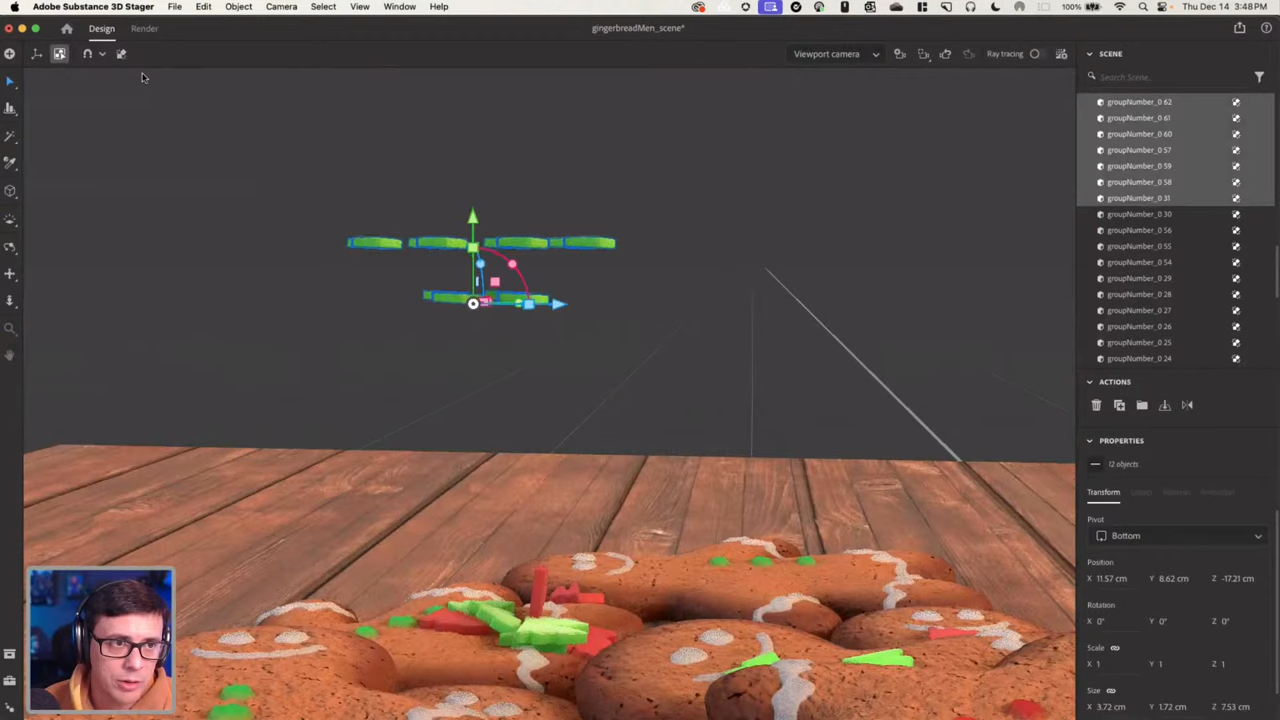 Adobe Substance 3D Stager File Edit Object Camera Select View Window Help
100% Thu Dec 14 3:48PM
Design Render
gingerbreadMen_scene*
Viewport camera
Ray tracing
SCENE
Search Scene...
groupNumber_0 62
groupNumber_0 61
groupNumber_0 60
groupNumber_0 57
groupNumber_0 59
groupNumber_0 58
groupNumber_0 31
groupNumber_0 30
groupNumber_0 56
groupNumber_0 55
groupNumber_0 54
groupNumber_0 29
groupNumber_0 28
groupNumber_0 27
groupNumber_0 26
groupNumber_0 25
groupNumber_0 24
ACTIONS
PROPERTIES
12 objects
Transform
Pivot
Bottom
Position
X 11.57 cm Y 8.62 cm Z -17.21 cm
Rotation
X 0° Y 0° Z 0°
Scale
X 1 Y 1 Z 1
Size
X 3.72 cm Y 1.72 cm Z 7.53 cm